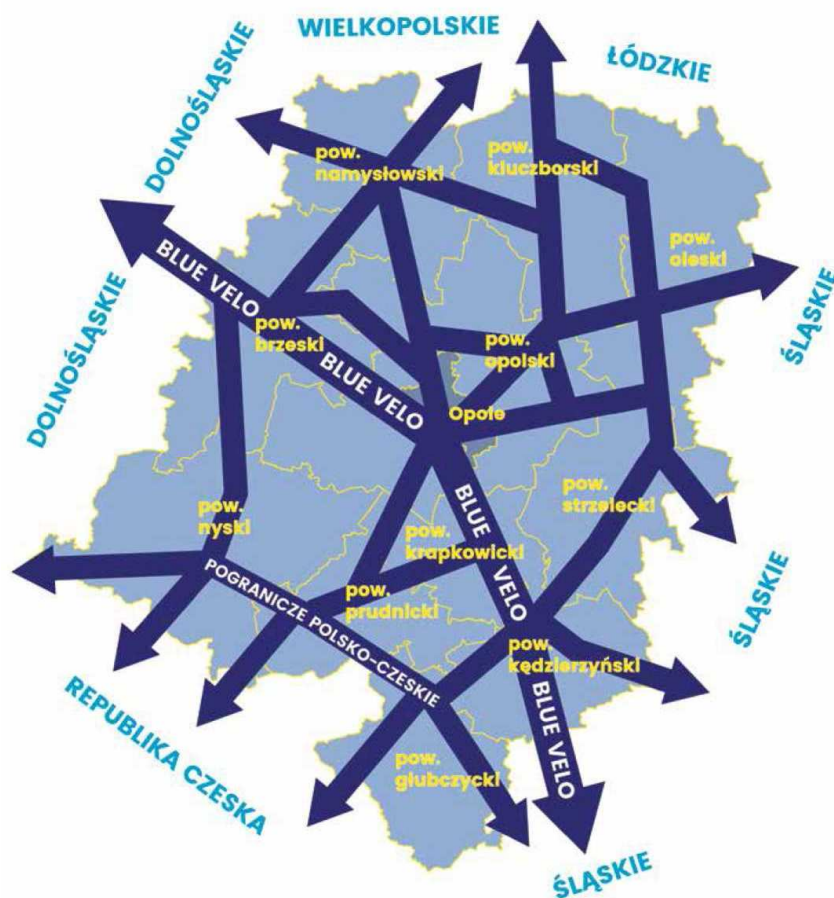 WIELKOPOLSKIE
ŁÓDZKIE
DOLNOŚLĄSKIE
pow.
namysłowski
pow.
kluczborski
pow.
oleski
BLUE VELO
DOLNOŚLĄSKIE
ŚLĄSKIE
pow.
brzeski
BLUE VELO
pow.
opolski
Opole
pow.
nyski
BLUE VELO
pow.
strzelecki
pow.
krapkowicki
POGRANICZE POLSKO-CZESKIE
pow.
prudnicki
ŚLĄSKIE
pow.
kędzierzyński
BLUE VELO
REPUBLIKA CZESKA
pow.
głubczycki
ŚLĄSKIE